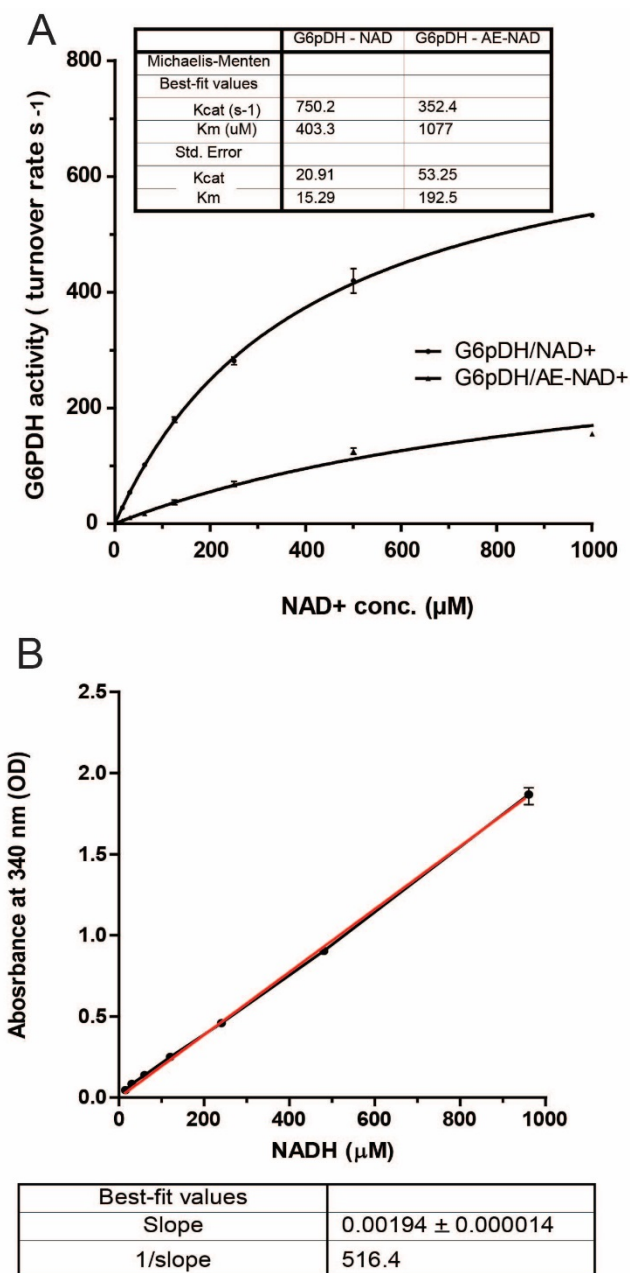 A
G6pDH - NAD G6pDH - AE-NAD
Michaelis-Menten
Best-fit values
Kcat (s-1) 750.2 352.4
Km (uM) 403.3 1077
Std. Error
Kcat 20.91 53.25
Km 15.29 192.5
800
600
400
200
0
G6PDH activity ( turnover rate s -1)
G6pDH/NAD+
G6pDH/AE-NAD+
0 200 400 600 800 1000
NAD+ conc. (µM)
B
2.5
2.0
1.5
1.0
0.5
0.0
Abosrbance at 340 nm (OD)
0 200 400 600 800 1000
NADH (µM)
Best-fit values
Slope 0.00194 ± 0.000014
1/slope 516.4